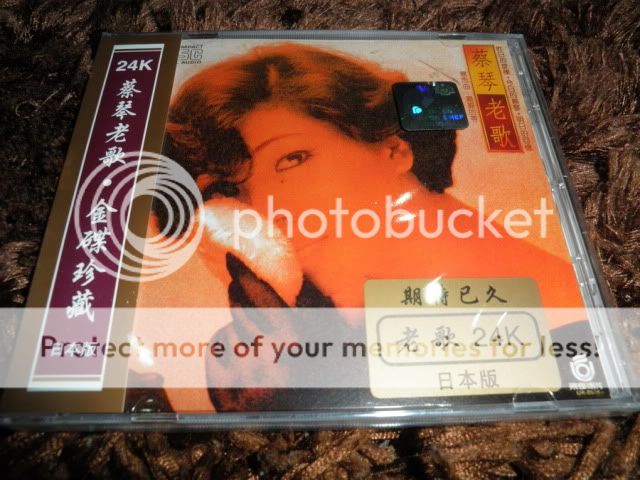 24K
蔡琴老歌·金碟珍藏
日本版
COMPACT
DISC
AUDIO
蔡琴
老歌
photobucket
期待已久
老歌 24K
日本版
Protect more of your memories for less!